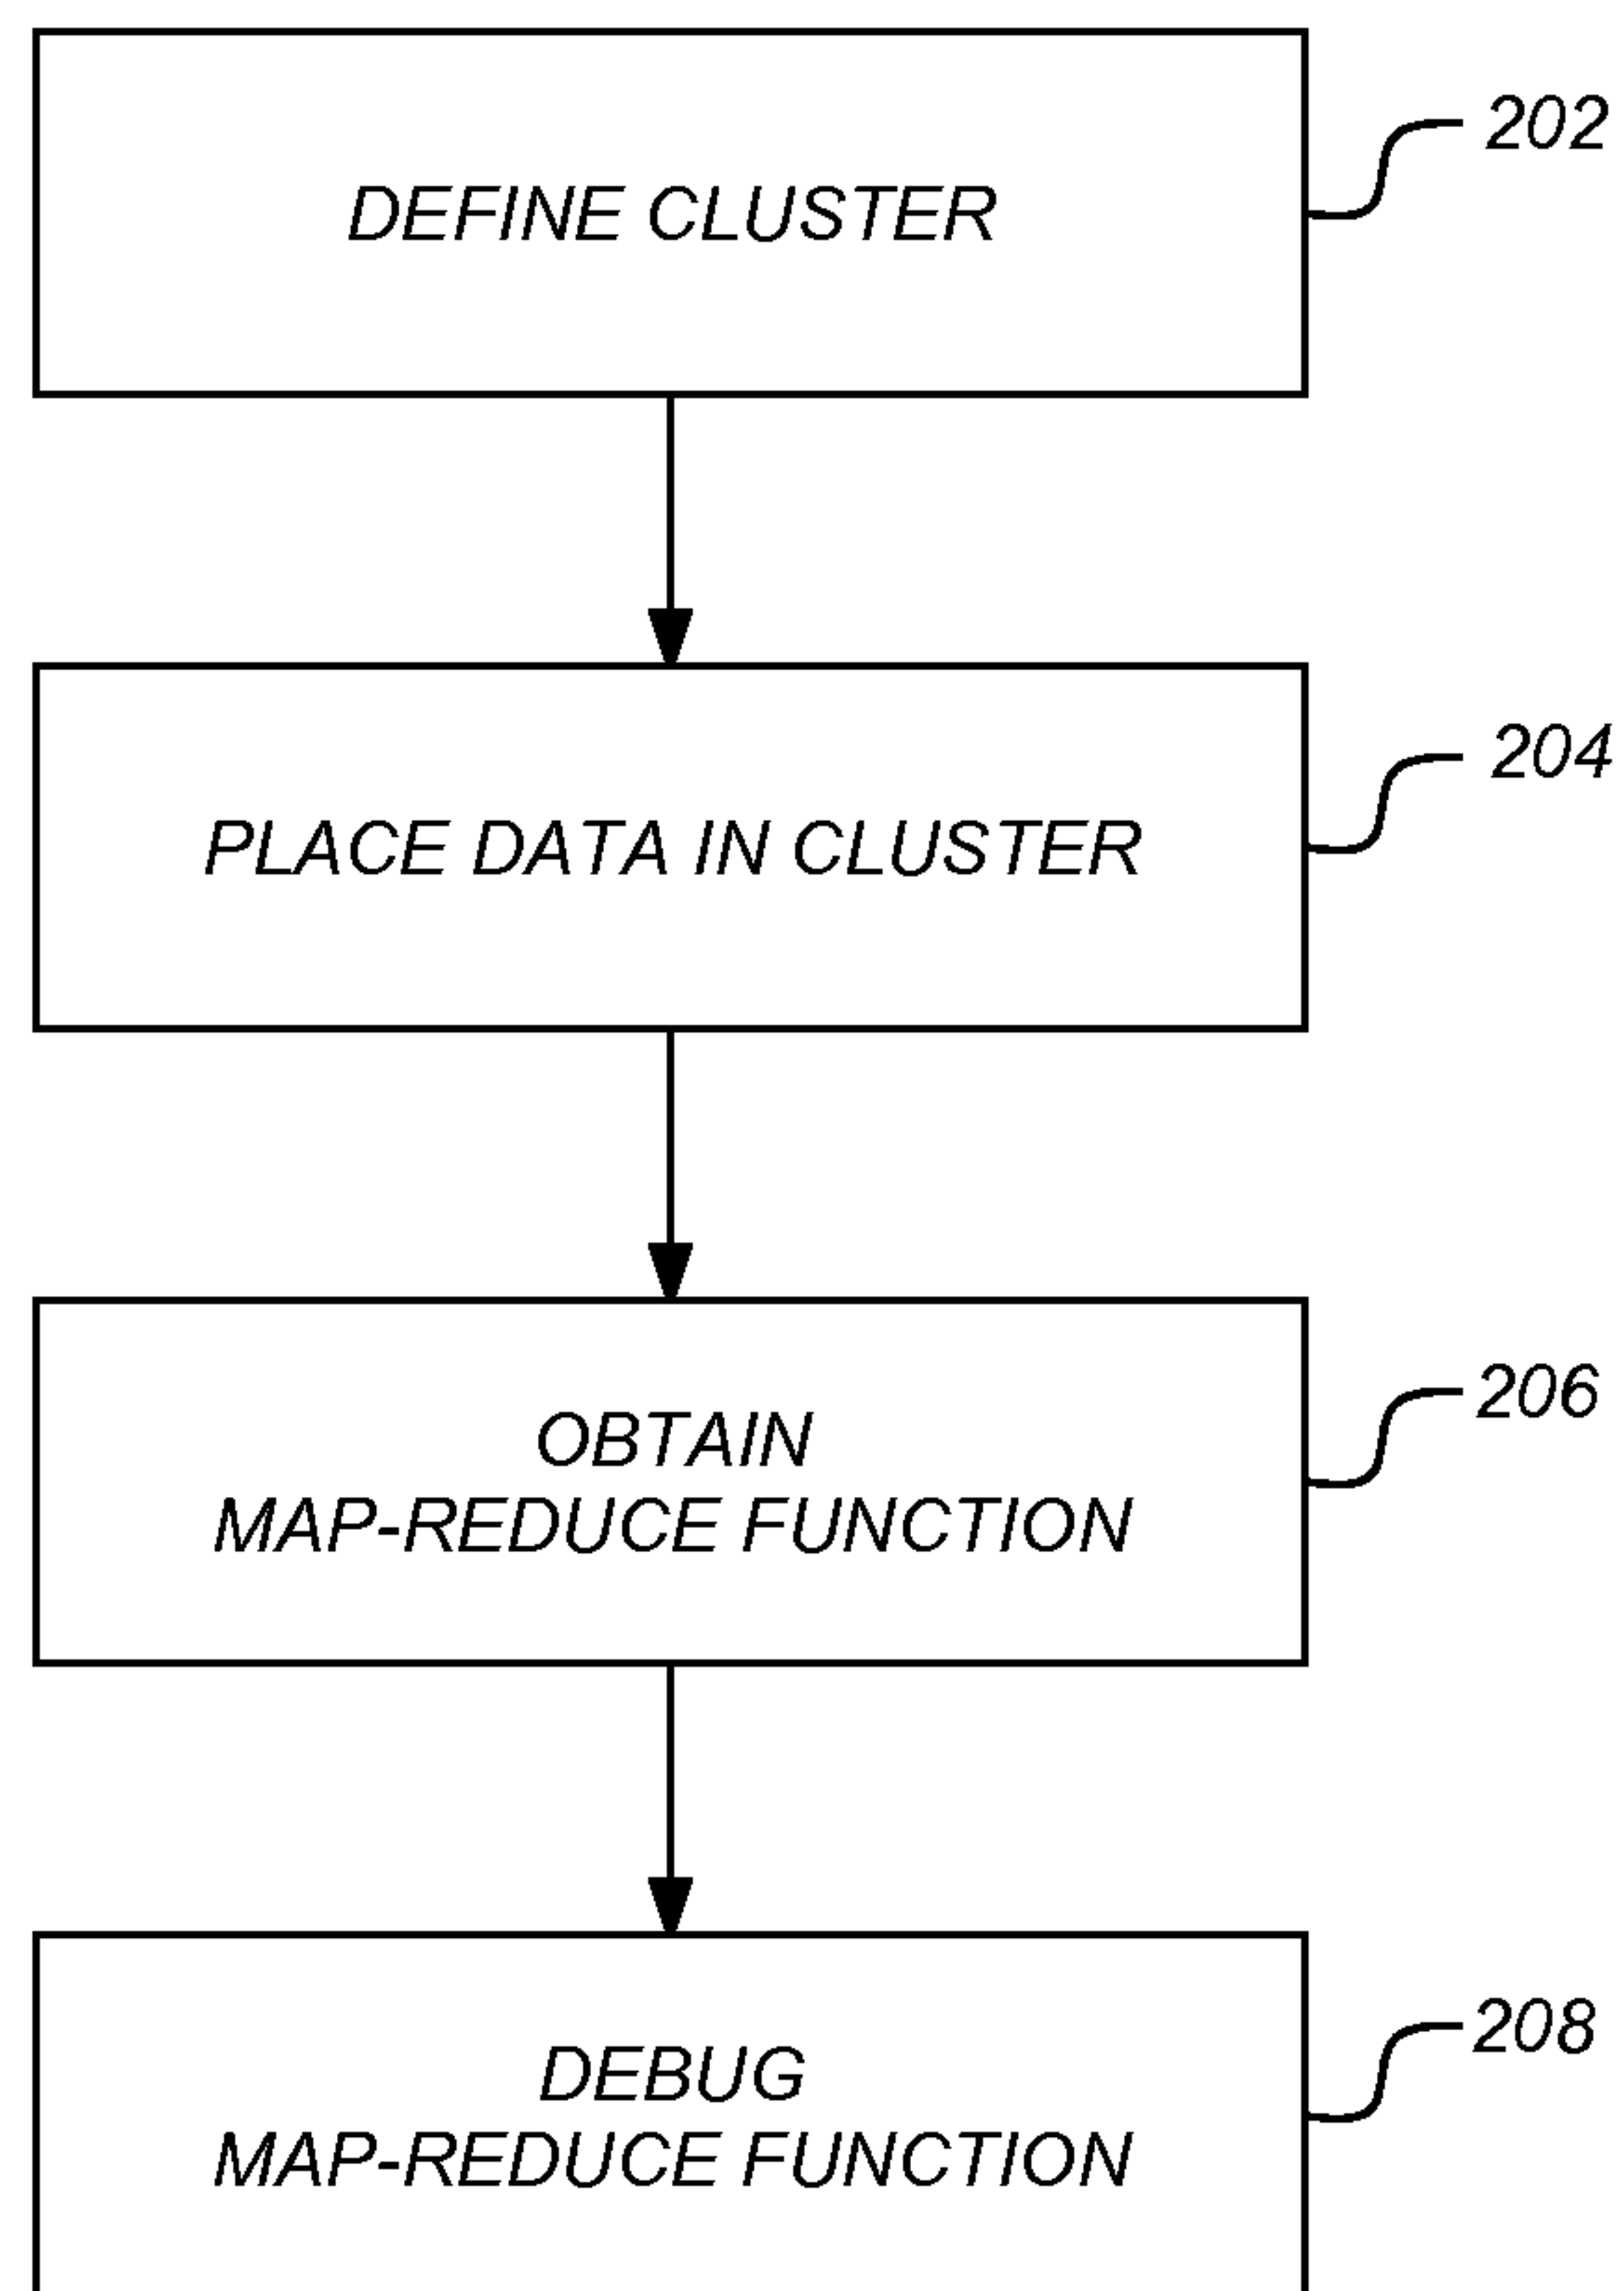 202
DEFINE CLUSTER
204
PLACE DATA IN CLUSTER
206
OBTAIN
MAP-REDUCE FUNCTION
208
DEBUG
MAP-REDUCE FUNCTION